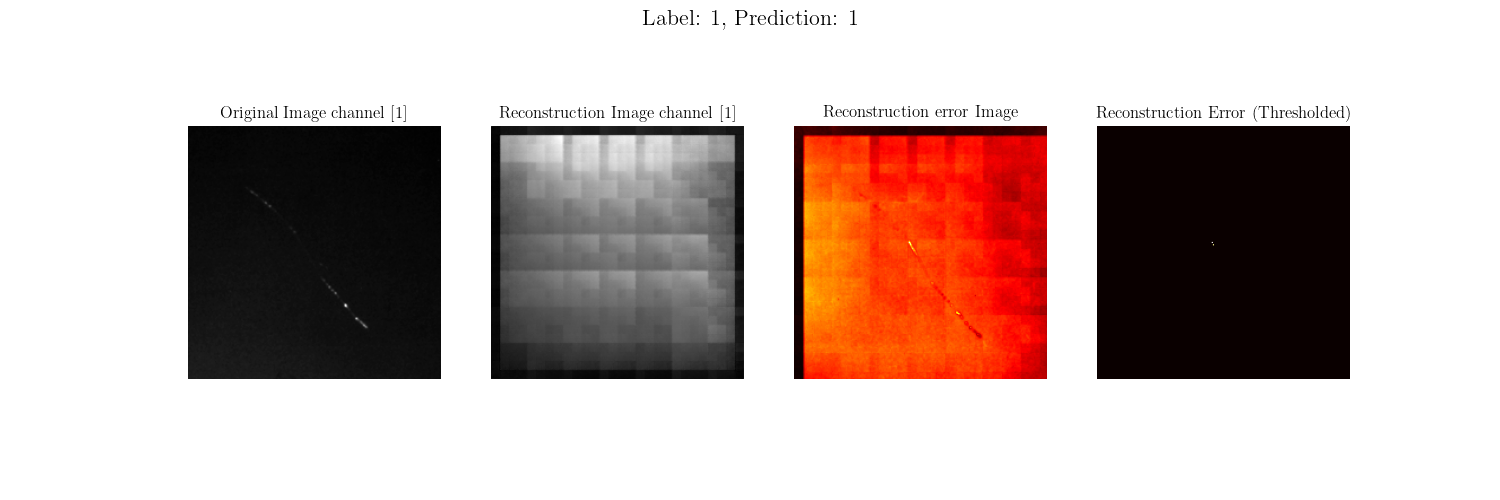 Label: 1, Prediction: 1
Original Image channel [1]
Reconstruction Image channel [1]
Reconstruction error Image
Reconstruction Error (Thresholded)